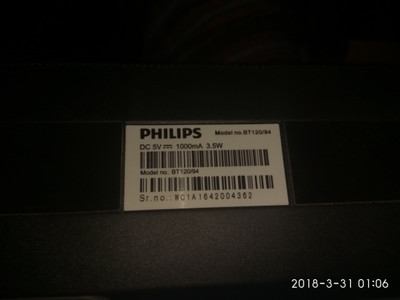 PHILIPS Model no.BT120/94
DC 5V⎓ 1000mA 3.5W
Model no.: BT120/94
Sr.no.: W01A1642004362
2018-3-31 01:06